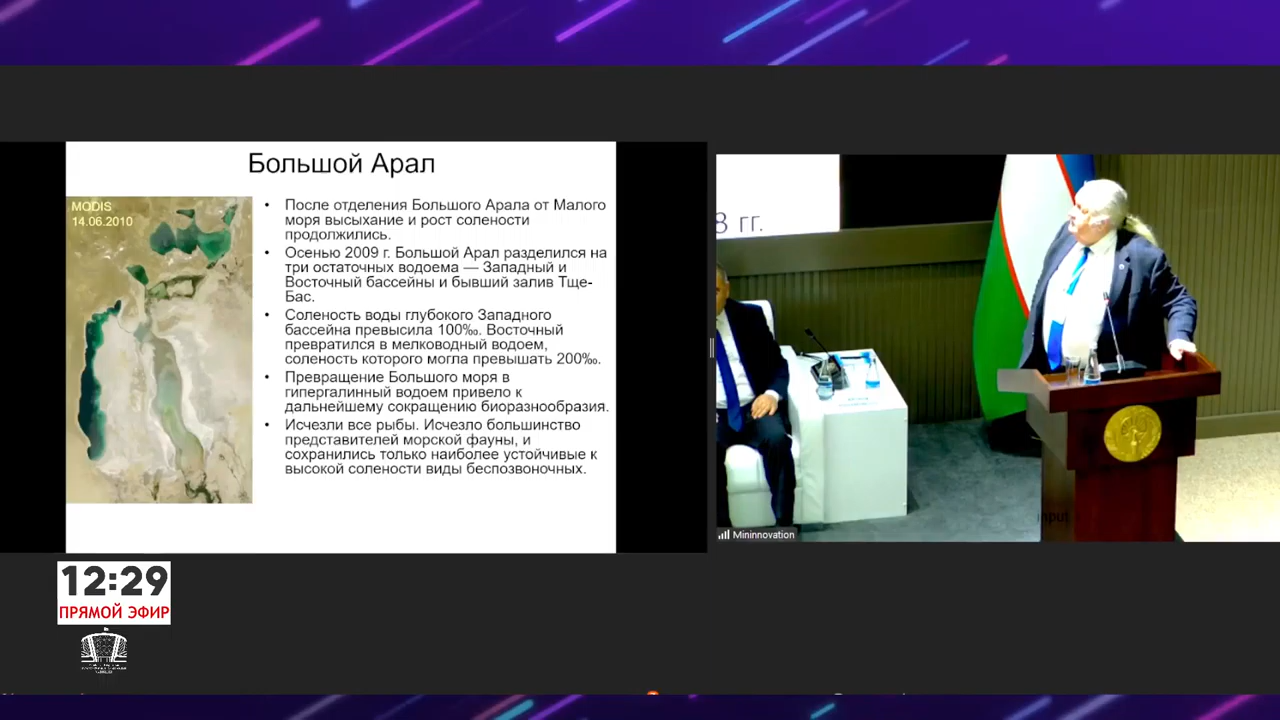 Большой Арал
MODIS
14.06.2010
• После отделения Большого Арала от Малого
моря высыхание и рост солености
продолжились.
• Осенью 2009 г. Большой Арал разделился на
три остаточных водоема — Западный и
Восточный бассейны и бывший залив Тще-
Бас.
• Соленость воды глубокого Западного
бассейна превысила 100‰. Восточный
превратился в мелководный водоем,
соленость которого могла превышать 200‰.
• Превращение Большого моря в
гипергалинный водоем привело к
дальнейшему сокращению биоразнообразия.
• Исчезли все рыбы. Исчезло большинство
представителей морской фауны, и
сохранились только наиболее устойчивые к
высокой солености виды беспозвоночных.
8 гг.
input
Mininnovation
12:29
ПРЯМОЙ ЭФИР